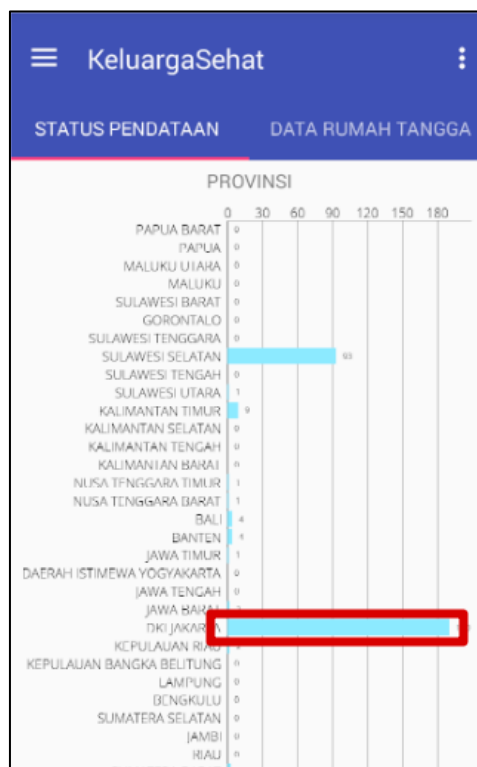 KeluargaSehat
STATUS PENDATAAN DATA RUMAH TANGGA
PROVINSI
0 30 60 90 120 150 180
PAPUA BARAT 0
PAPUA 0
MALUKU UTARA 0
MALUKU 0
SULAWESI BARAT 0
GORONTALO 0
SULAWESI TENGGARA 0
SULAWESI SELATAN 93
SULAWESI TENGAH 0
SULAWESI UTARA 1
KALIMANTAN TIMUR 9
KALIMANTAN SELATAN 0
KALIMANTAN TENGAH 0
KALIMANTAN BARAT 0
NUSA TENGGARA TIMUR 1
NUSA TENGGARA BARAT 1
BALI 4
BANTEN 4
JAWA TIMUR 1
DAERAH ISTIMEWA YOGYAKARTA 0
JAWA TENGAH 0
JAWA BARAT
DKI JAKARTA
KEPULAUAN RIAU
KEPULAUAN BANGKA BELITUNG 0
LAMPUNG 0
BENGKULU 0
SUMATERA SELATAN 0
JAMBI 0
RIAU 0